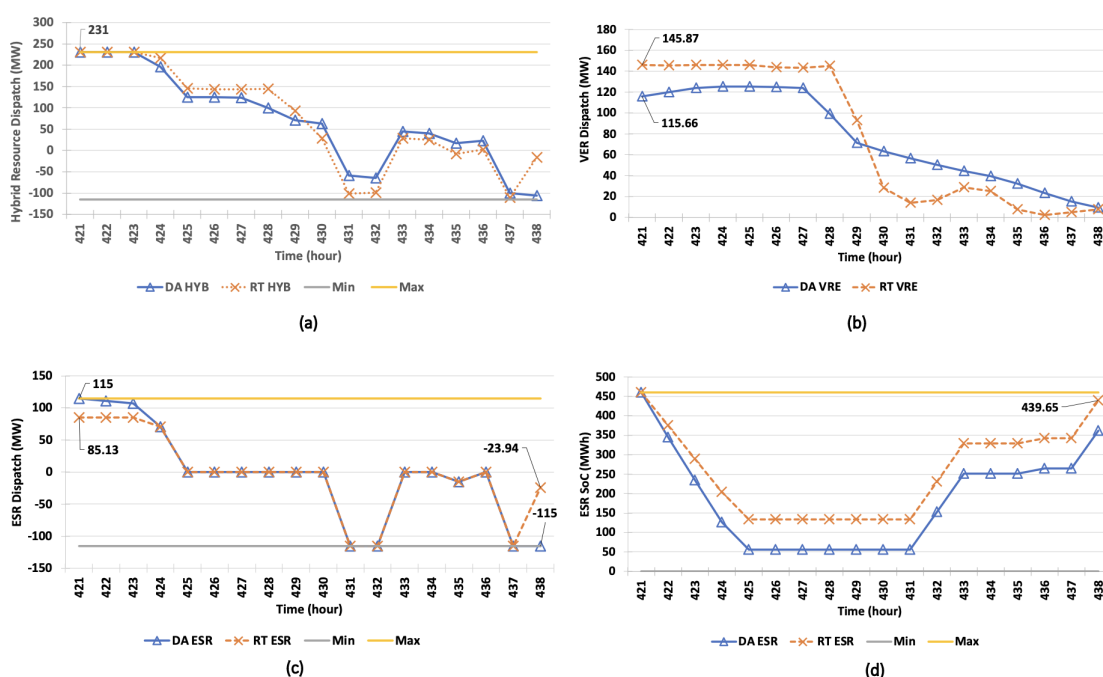 300
250
200
150
100
50
0
-50
-100
-150
Hybrid Resource Dispatch (MW)
231
421 422 423 424 425 426 427 428 429 430 431 432 433 434 435 436 437 438
Time (hour)
DA HYB RT HYB Min Max
(a)
180
160
140
120
100
80
60
40
20
0
VER Dispatch (MW)
145.87
115.66
421 422 423 424 425 426 427 428 429 430 431 432 433 434 435 436 437 438
Time (hour)
DA VRE RT VRE
(b)
150
100
50
0
-50
-100
-150
ESR Dispatch (MW)
115
85.13
-23.94
-115
421 422 423 424 425 426 427 428 429 430 431 432 433 434 435 436 437 438
Time (hour)
DA ESR RT ESR Min Max
(c)
500
450
400
350
300
250
200
150
100
50
0
ESR SoC (MWh)
439.65
421 422 423 424 425 426 427 428 429 430 431 432 433 434 435 436 437 438
Time (hour)
DA ESR RT ESR Min Max
(d)